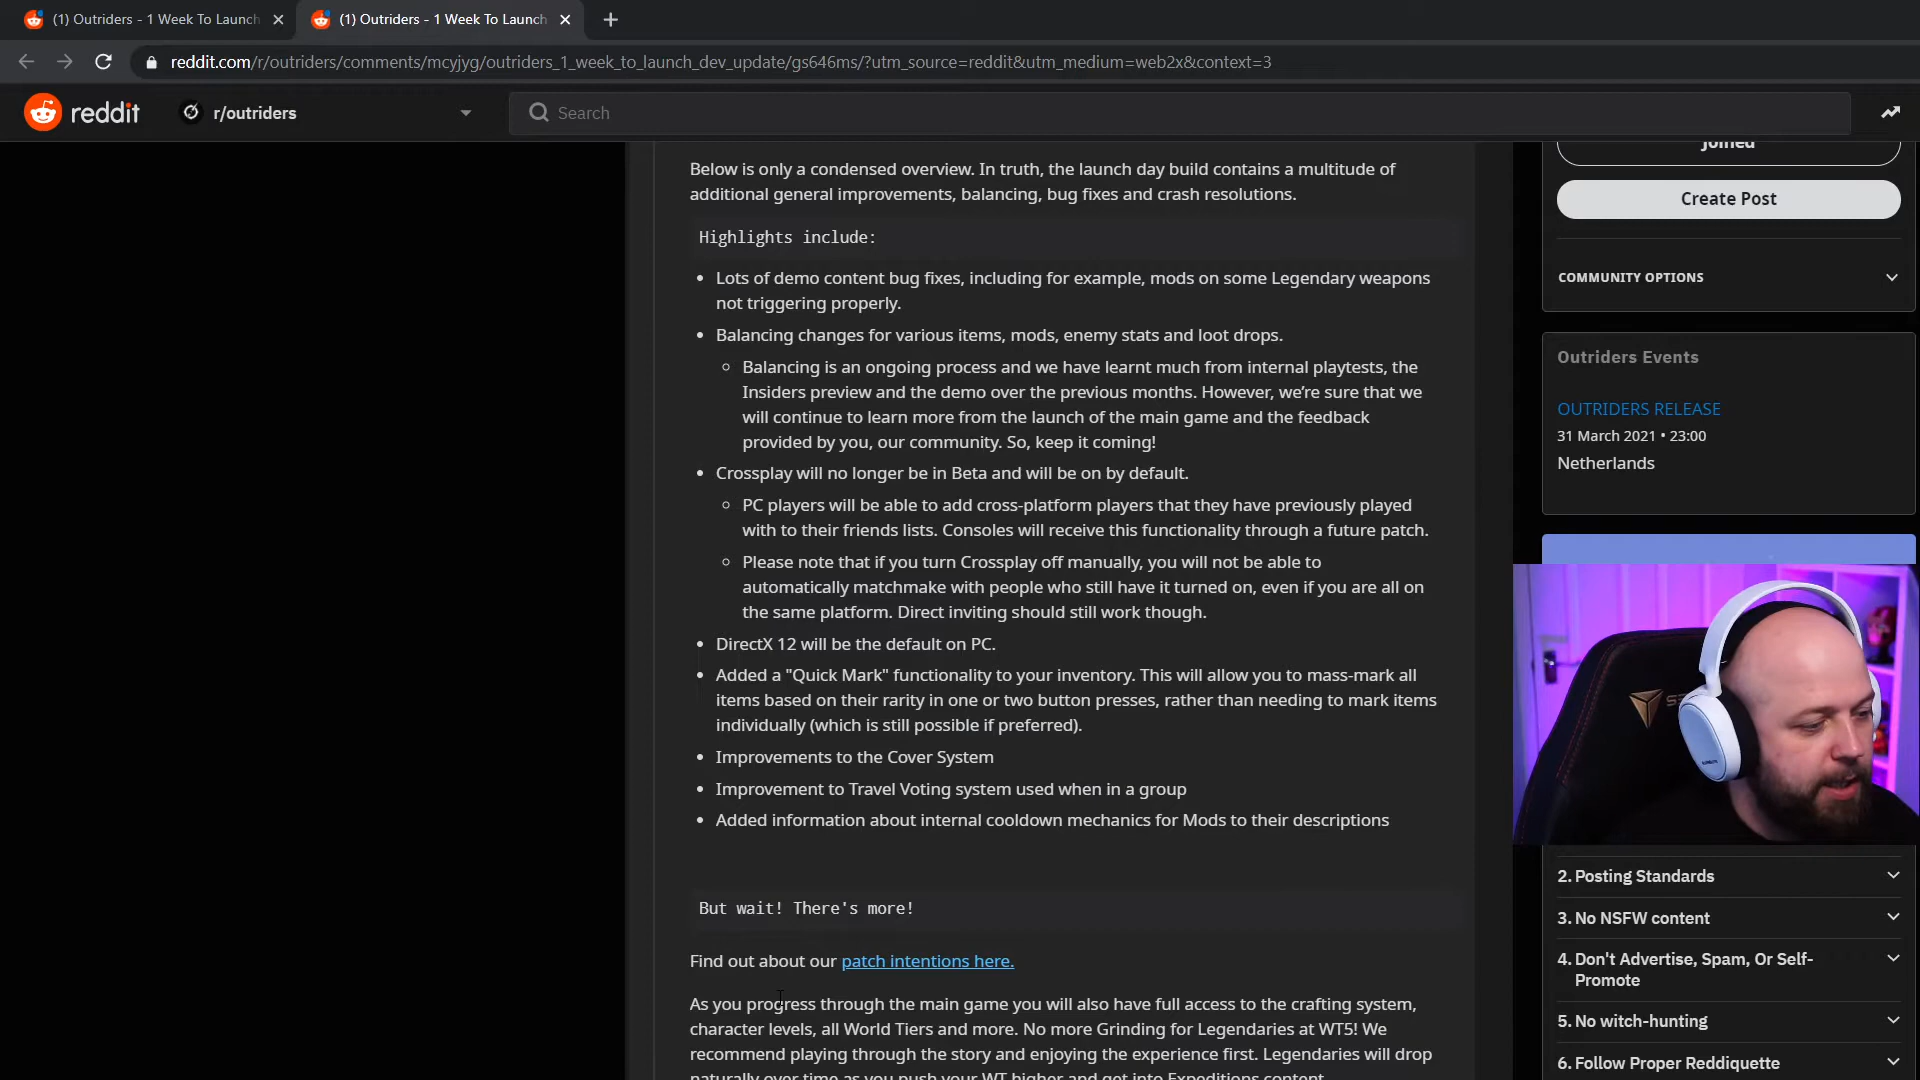 (1) Outriders - 1 Week To Launch
(1) Outriders - 1 Week To Launch
reddit.com/r/outriders/comments/mcyjyg/outriders_1_week_to_launch_dev_update/gs646ms/?utm_source=reddit&utm_medium=web2x&context=3
reddit
r/outriders
Search
Below is only a condensed overview. In truth, the launch day build contains a multitude of
additional general improvements, balancing, bug fixes and crash resolutions.
Highlights include:
• Lots of demo content bug fixes, including for example, mods on some Legendary weapons
not triggering properly.
• Balancing changes for various items, mods, enemy stats and loot drops.
Balancing is an ongoing process and we have learnt much from internal playtests, the
Insiders preview and the demo over the previous months. However, we're sure that we
will continue to learn more from the launch of the main game and the feedback
provided by you, our community. So, keep it coming!
• Crossplay will no longer be in Beta and will be on by default.
PC players will be able to add cross-platform players that they have previously played
with to their friends lists. Consoles will receive this functionality through a future patch.
Please note that if you turn Crossplay off manually, you will not be able to
automatically matchmake with people who still have it turned on, even if you are all on
the same platform. Direct inviting should still work though.
• DirectX 12 will be the default on PC.
• Added a "Quick Mark" functionality to your inventory. This will allow you to mass-mark all
items based on their rarity in one or two button presses, rather than needing to mark items
individually (which is still possible if preferred).
• Improvements to the Cover System
• Improvement to Travel Voting system used when in a group
• Added information about internal cooldown mechanics for Mods to their descriptions
But wait! There's more!
Find out about our patch intentions here.
As you progress through the main game you will also have full access to the crafting system,
character levels, all World Tiers and more. No more Grinding for Legendaries at WT5! We
recommend playing through the story and enjoying the experience first. Legendaries will drop
naturally over time as you push your WT higher and get into Expeditions content.
Joined
Create Post
COMMUNITY OPTIONS
Outriders Events
OUTRIDERS RELEASE
31 March 2021 • 23:00
Netherlands
2. Posting Standards
3. No NSFW content
4. Don't Advertise, Spam, Or Self-
Promote
5. No witch-hunting
6. Follow Proper Reddiquette